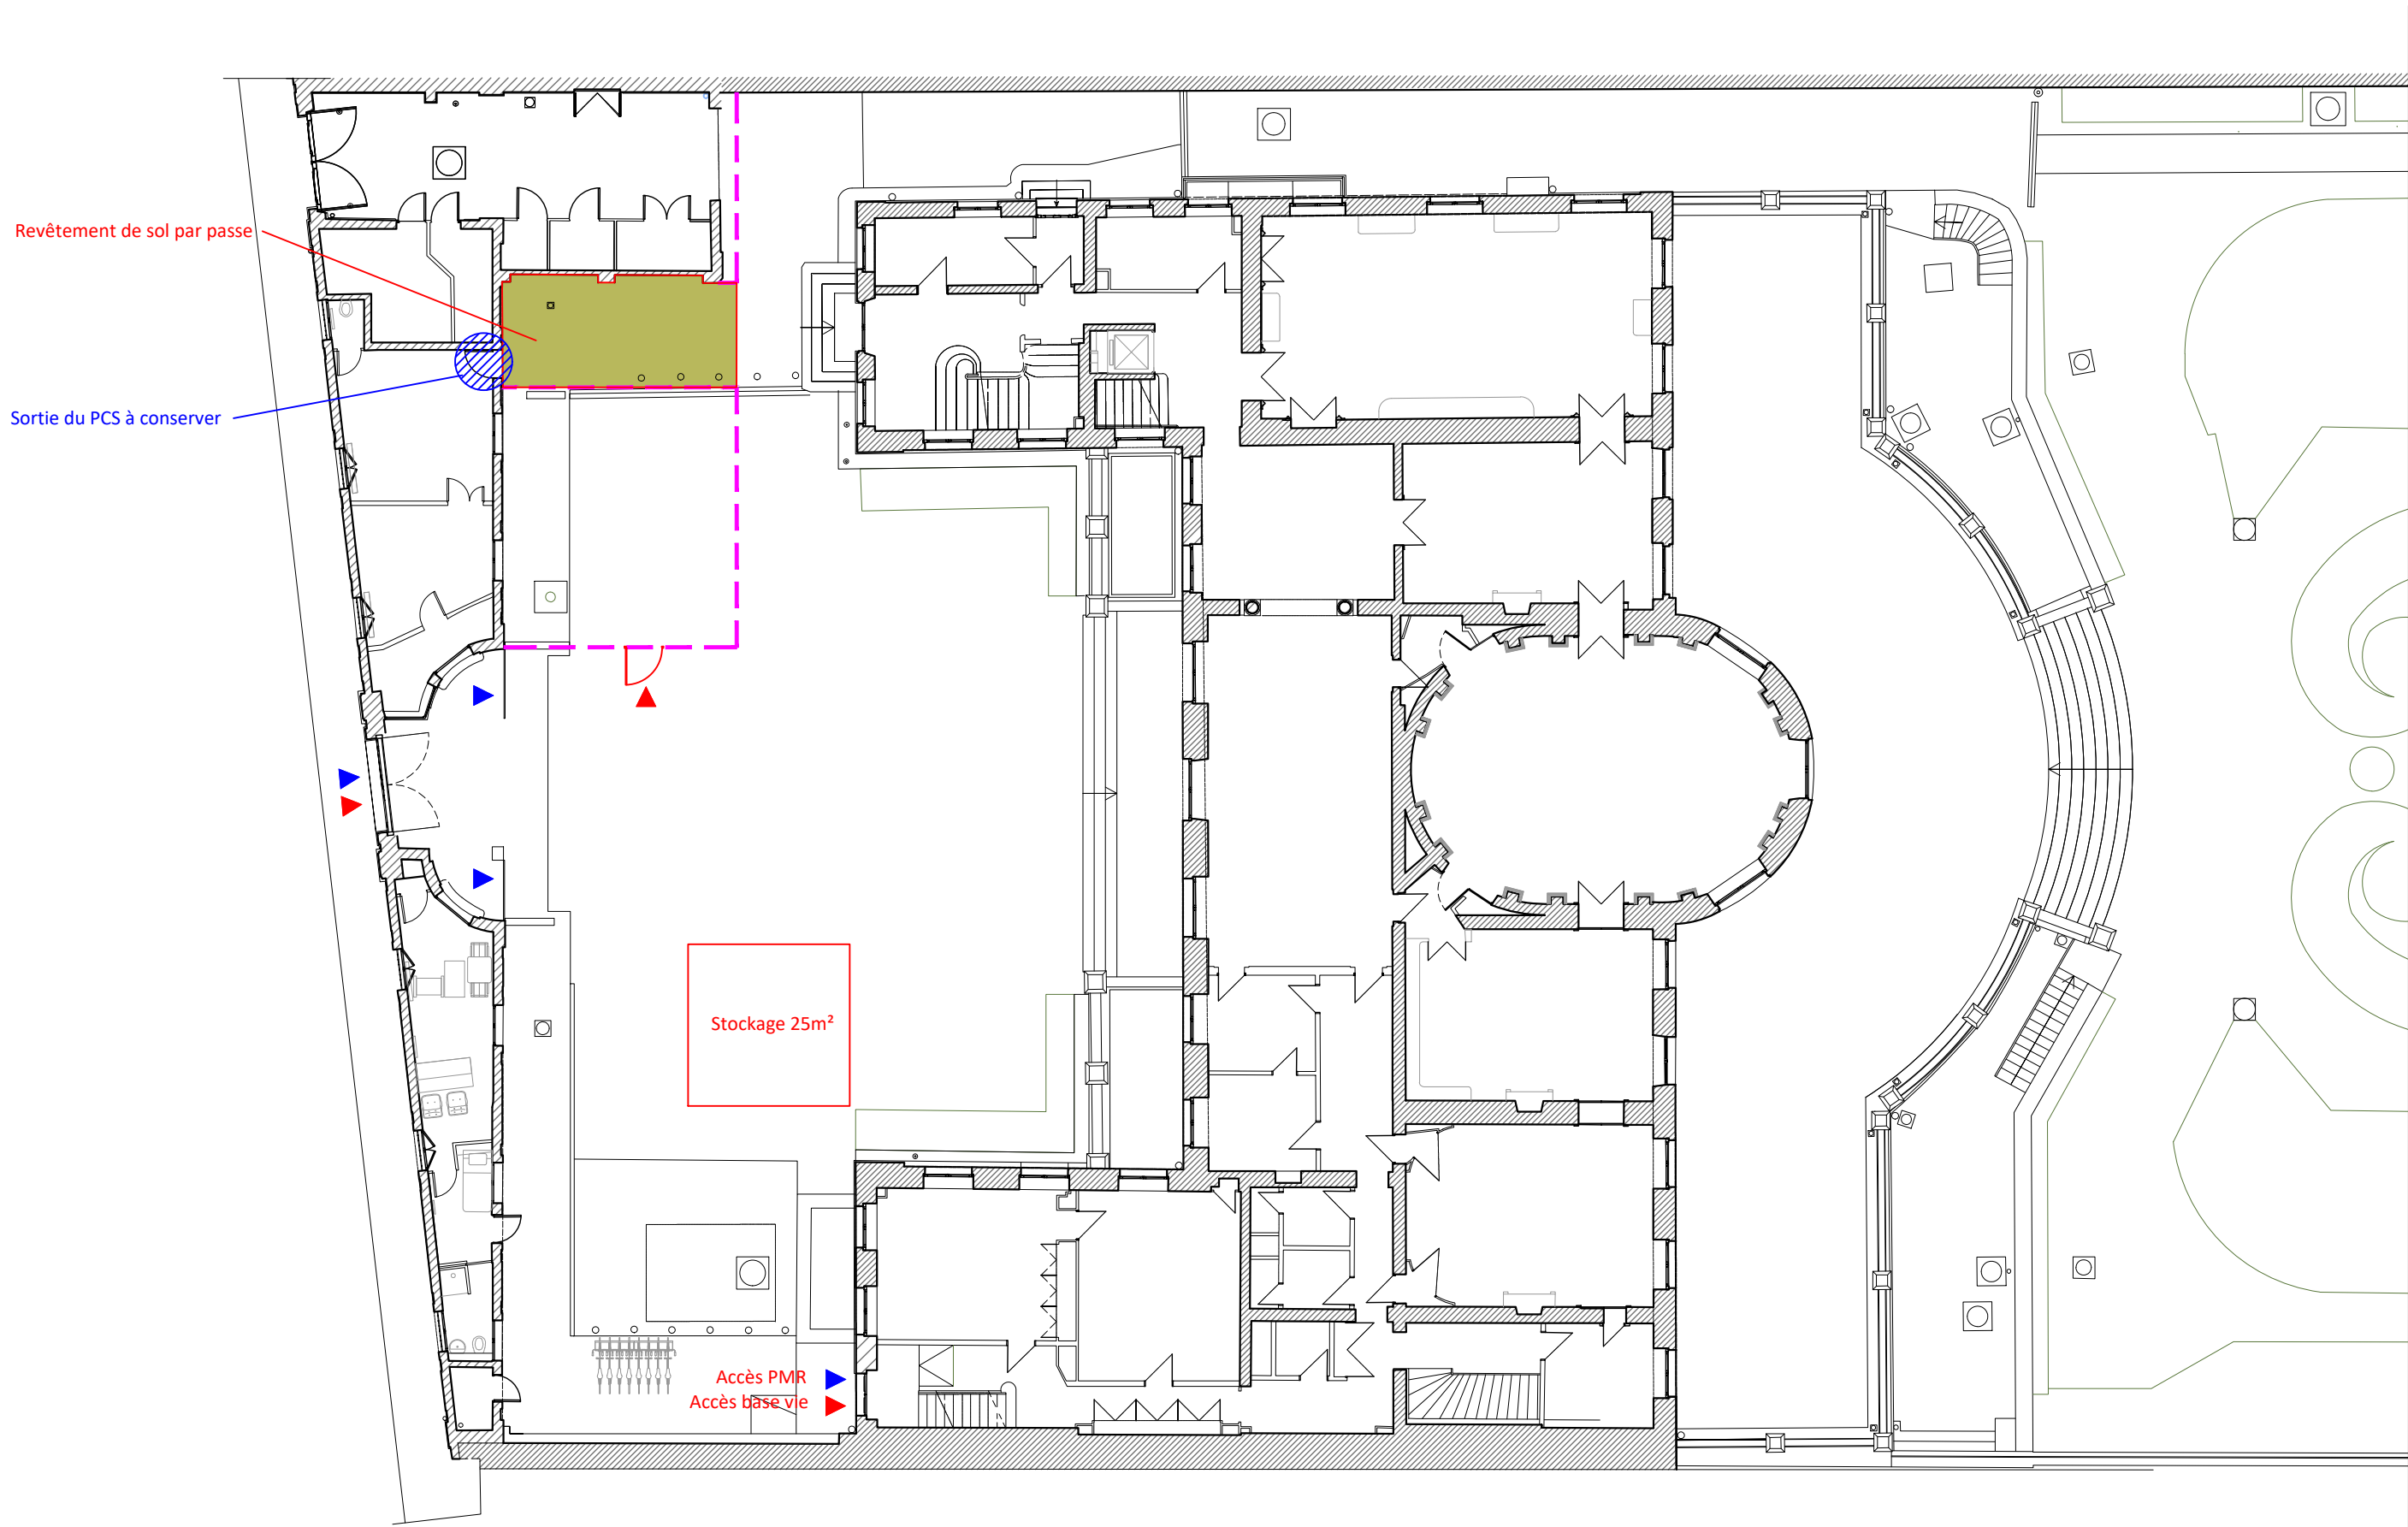 Revêtement de sol par passe
Sortie du PCS à conserver
Stockage 25m²
Accès PMR
Accès base vie